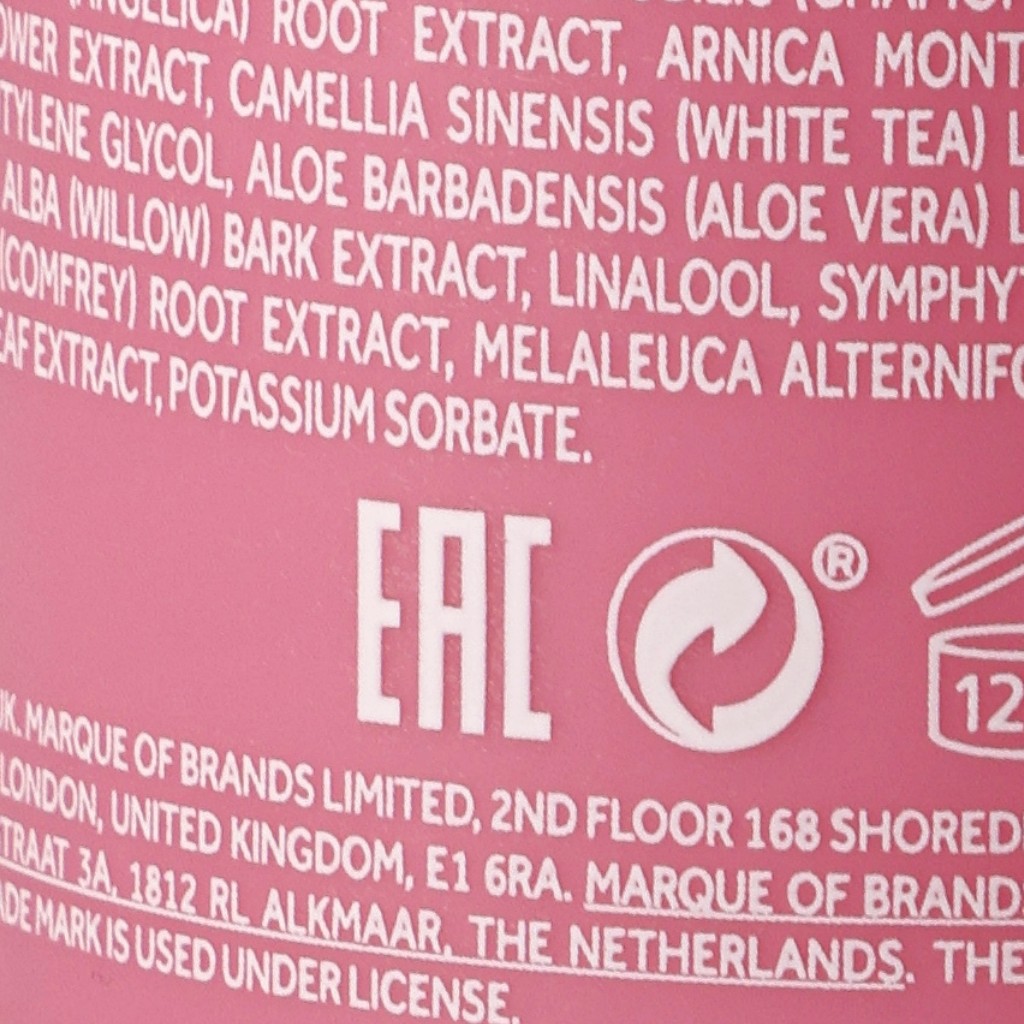 (ANGELICA) ROOT EXTRACT, ARNICA MONT
OWER EXTRACT, CAMELLIA SINENSIS (WHITE TEA) L
TYLENE GLYCOL, ALOE BARBADENSIS (ALOE VERA) L
ALBA (WILLOW) BARK EXTRACT, LINALOOL, SYMPHYT
(COMFREY) ROOT EXTRACT, MELALEUCA ALTERNIFO
EAF EXTRACT, POTASSIUM SORBATE.
EAC ®
12
UK. MARQUE OF BRANDS LIMITED, 2ND FLOOR 168 SHORED
LONDON, UNITED KINGDOM, E1 6RA. MARQUE OF BRANDS
TRAAT 3A, 1812 RL ALKMAAR, THE NETHERLANDS. THE
ADE MARK IS USED UNDER LICENSE.